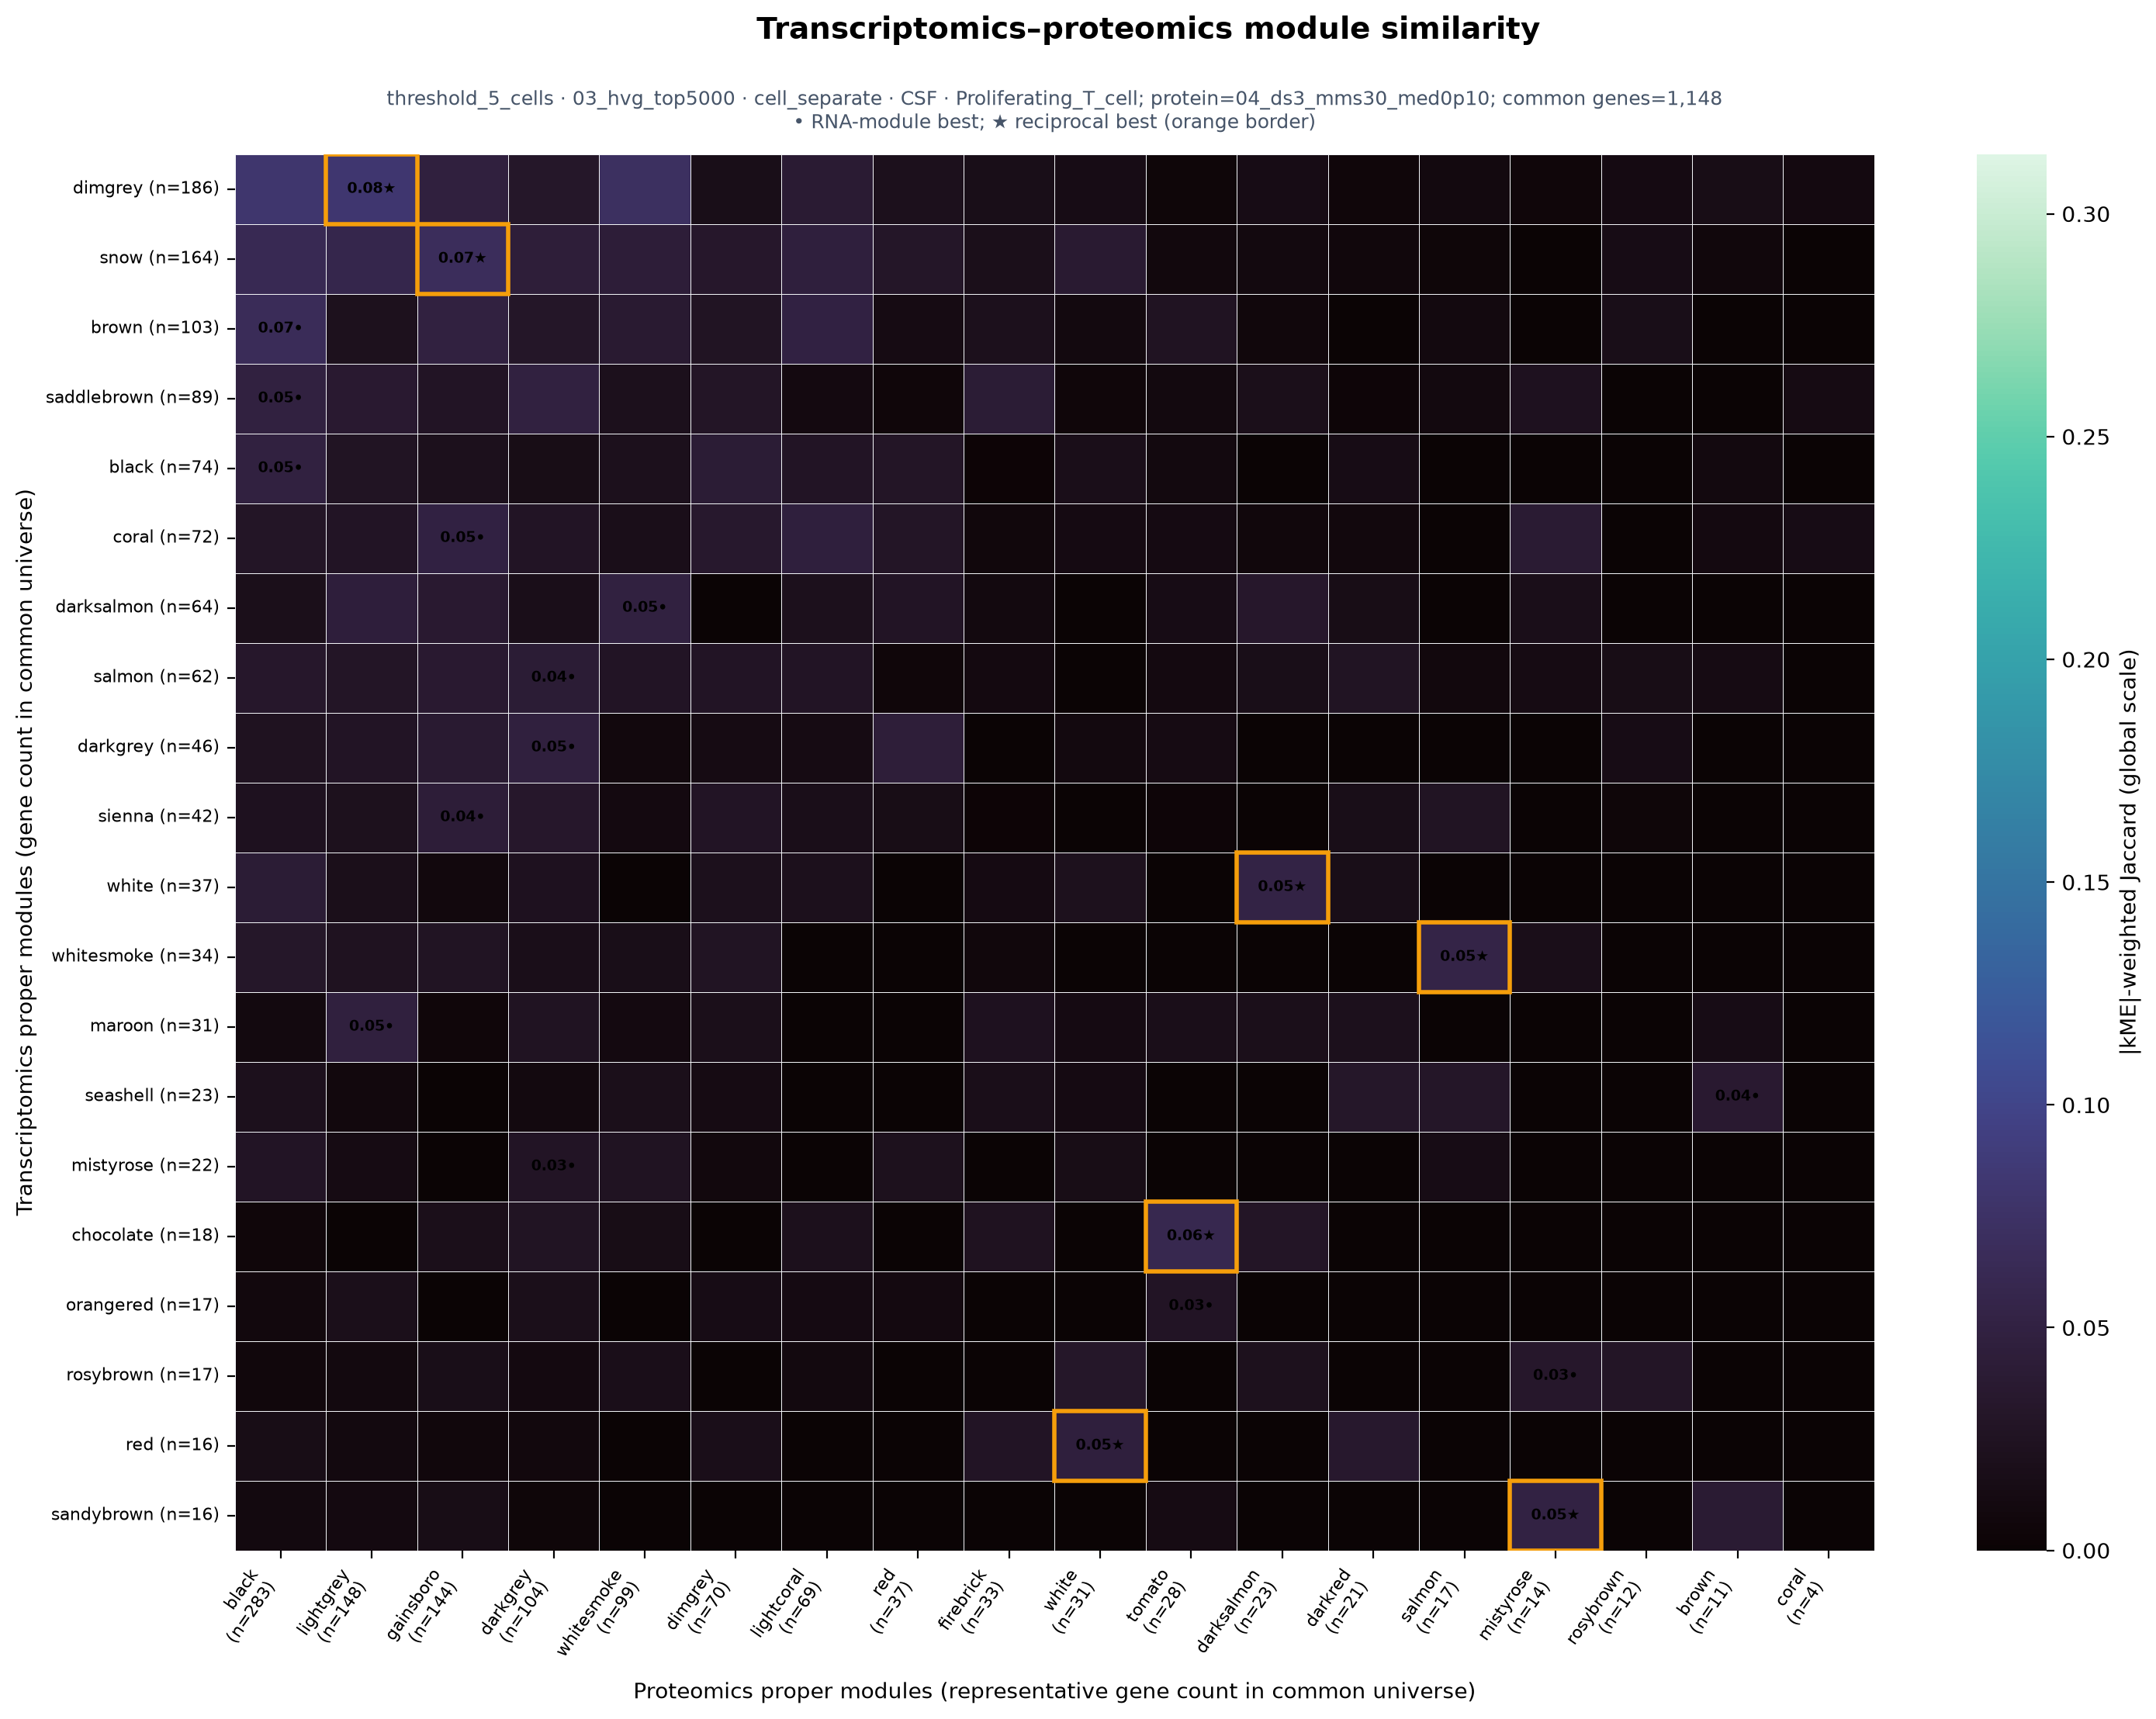 Transcriptomics–proteomics module similarity
threshold_5_cells · 03_hvg_top5000 · cell_separate · CSF · Proliferating_T_cell; protein=04_ds3_mms30_med0p10; common genes=1,148
• RNA-module best; ★ reciprocal best (orange border)
Transcriptomics proper modules (gene count in common universe)
dimgrey (n=186)
0.08★
snow (n=164)
0.07★
brown (n=103)
0.07•
saddlebrown (n=89)
0.05•
black (n=74)
0.05•
coral (n=72)
0.05•
darksalmon (n=64)
0.05•
salmon (n=62)
0.04•
darkgrey (n=46)
0.05•
sienna (n=42)
0.04•
white (n=37)
0.05★
whitesmoke (n=34)
0.05★
maroon (n=31)
0.05•
seashell (n=23)
0.04•
mistyrose (n=22)
0.03•
chocolate (n=18)
0.06★
orangered (n=17)
0.03•
rosybrown (n=17)
0.03•
red (n=16)
0.05★
sandybrown (n=16)
0.05★
black
(n=283)
lightgrey
(n=148)
gainsboro
(n=144)
darkgrey
(n=104)
whitesmoke
(n=99)
dimgrey
(n=70)
lightcoral
(n=69)
red
(n=37)
firebrick
(n=33)
white
(n=31)
tomato
(n=28)
darksalmon
(n=23)
darkred
(n=21)
salmon
(n=17)
mistyrose
(n=14)
rosybrown
(n=12)
brown
(n=11)
coral
(n=4)
Proteomics proper modules (representative gene count in common universe)
0.30
0.25
0.20
0.15
0.10
0.05
0.00
|kME|-weighted Jaccard (global scale)